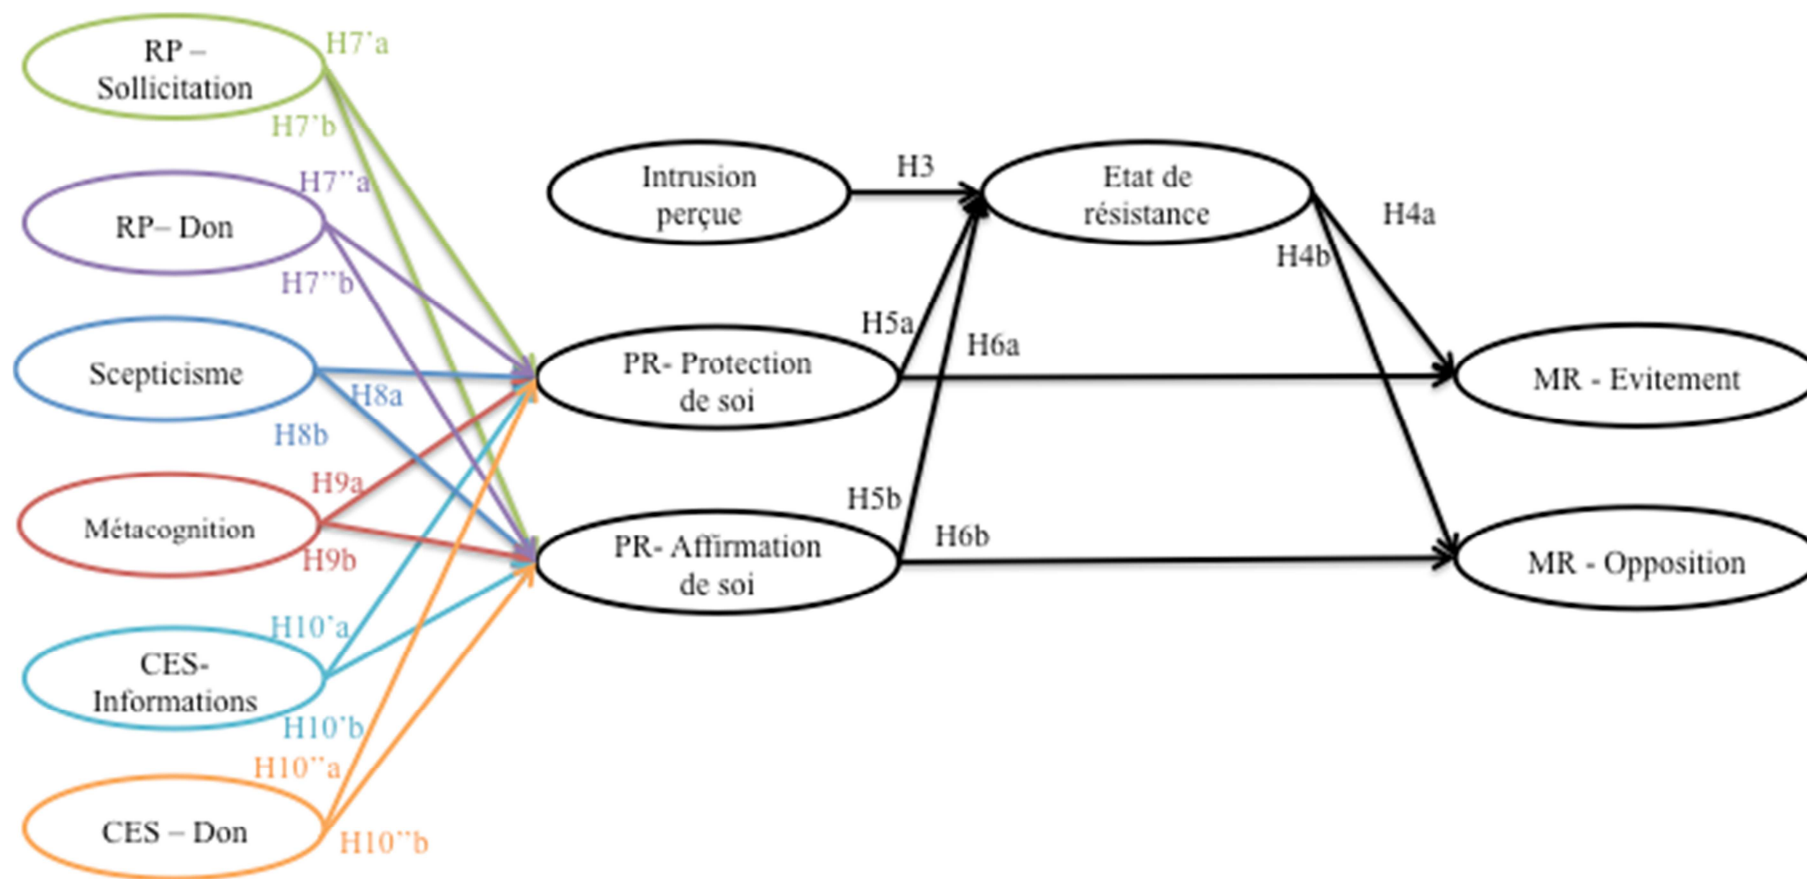 RP –
Sollicitation
H7'a
H7'b
RP– Don
H7''a
H7''b
Scepticisme
H8a
H8b
Métacognition
H9a
H9b
CES-
Informations
H10'a
H10'b
CES – Don
H10''a
H10''b
Intrusion
perçue
H3
Etat de
résistance
H4a
H4b
PR- Protection
de soi
H5a
H6a
PR- Affirmation
de soi
H5b
H6b
MR - Evitement
MR - Opposition